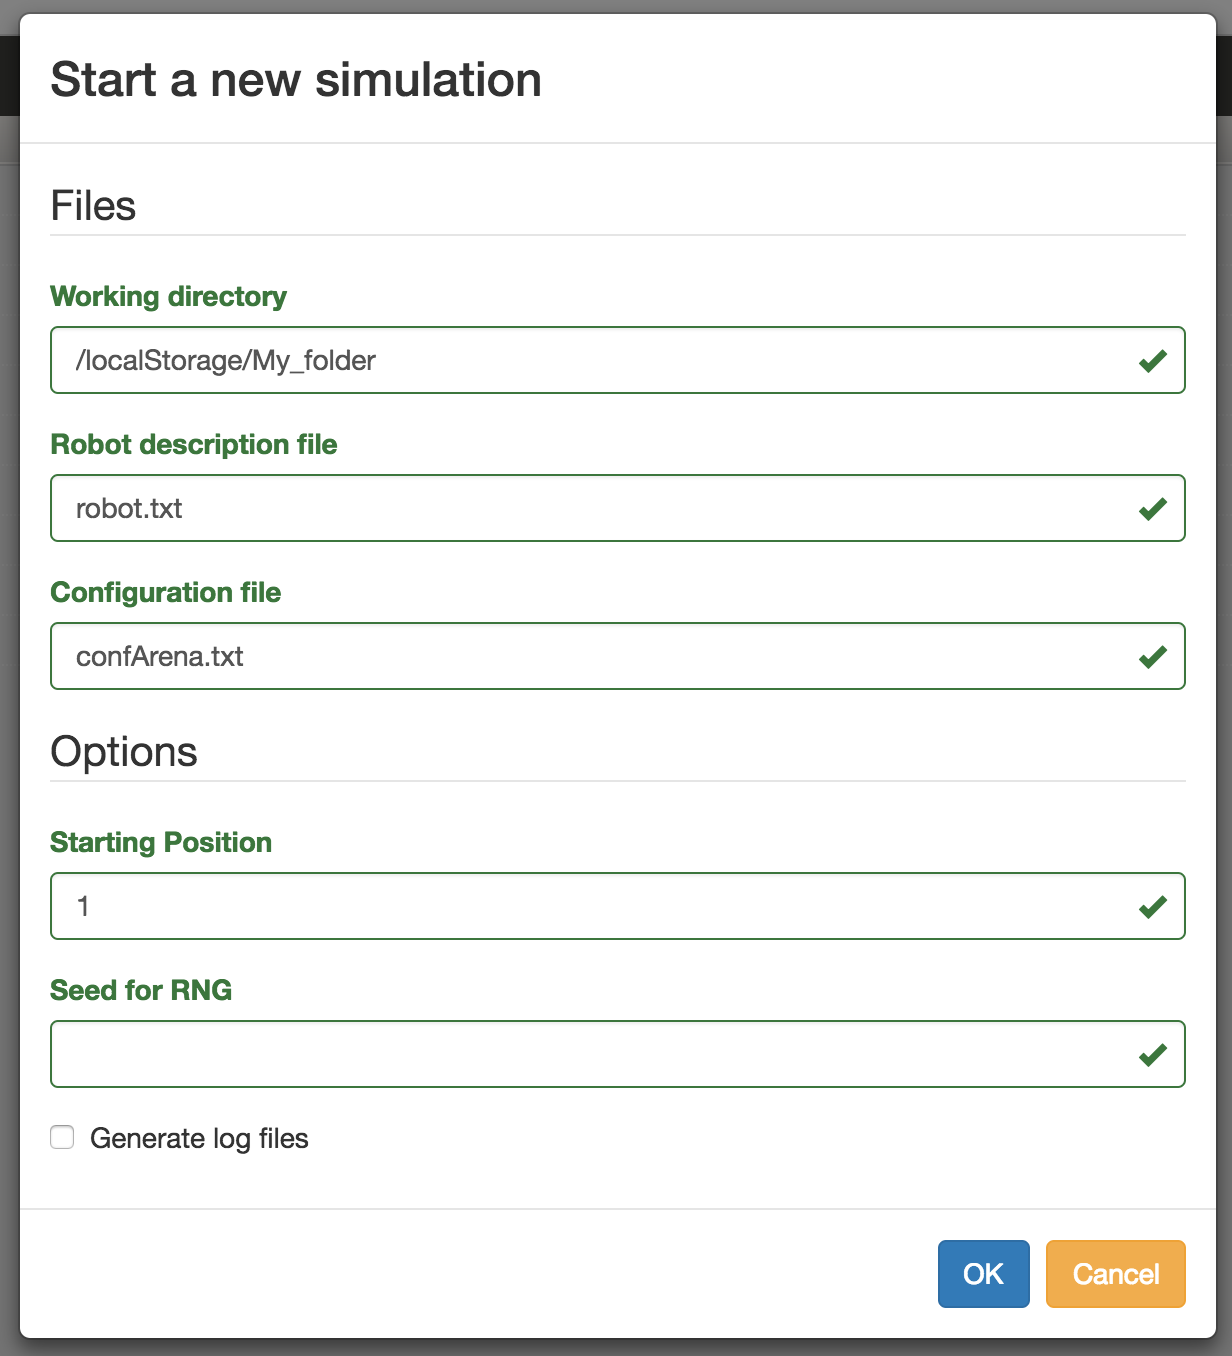 Start a new simulation
Files
Working directory
/localStorage/My_folder
Robot description file
robot.txt
Configuration file
confArena.txt
Options
Starting Position
1
Seed for RNG
Generate log files
OK
Cancel